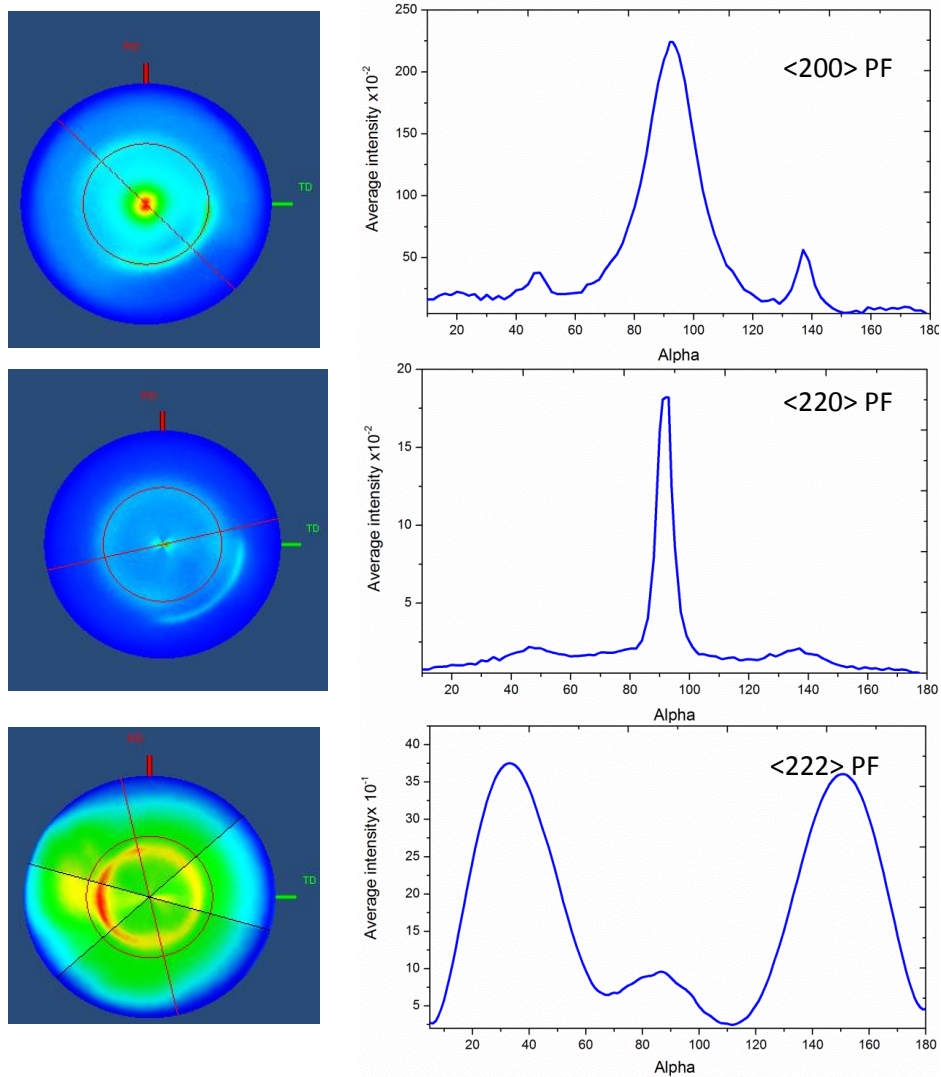 RD
TD
<200> PF
Average intensity x10-2
250
200
150
100
50
20 40 60 80 100 120 140 160 180
Alpha
RD
TD
<220> PF
Average intensity x10-2
20
15
10
5
20 40 60 80 100 120 140 160 180
Alpha
RD
TD
<222> PF
Average intensityx 10-1
40
35
30
25
20
15
10
5
20 40 60 80 100 120 140 160 180
Alpha